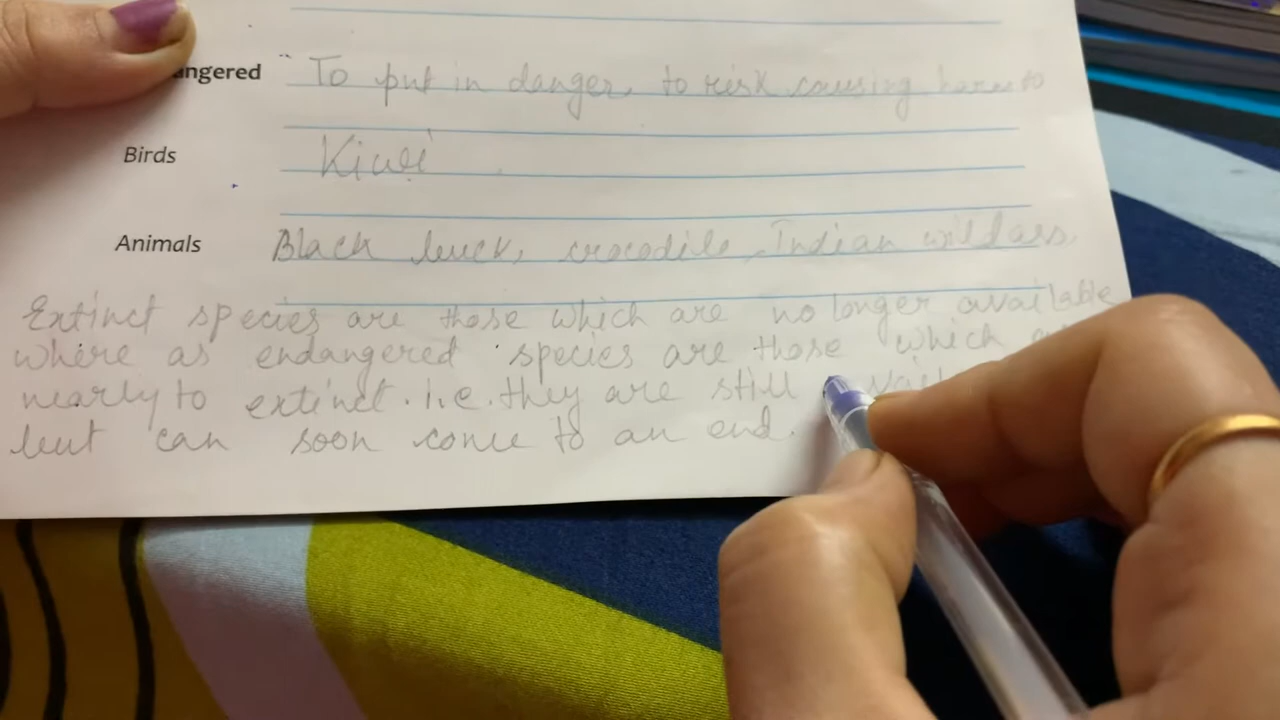 angered To put in danger, to risk causing harm to
Birds Kiwi
Animals Black buck, crocodile, Indian wild ass,
Extinct species are those which are no longer available
where as endangered species are those which
nearly to extinct. i.e. they are still
but can soon come to an end.